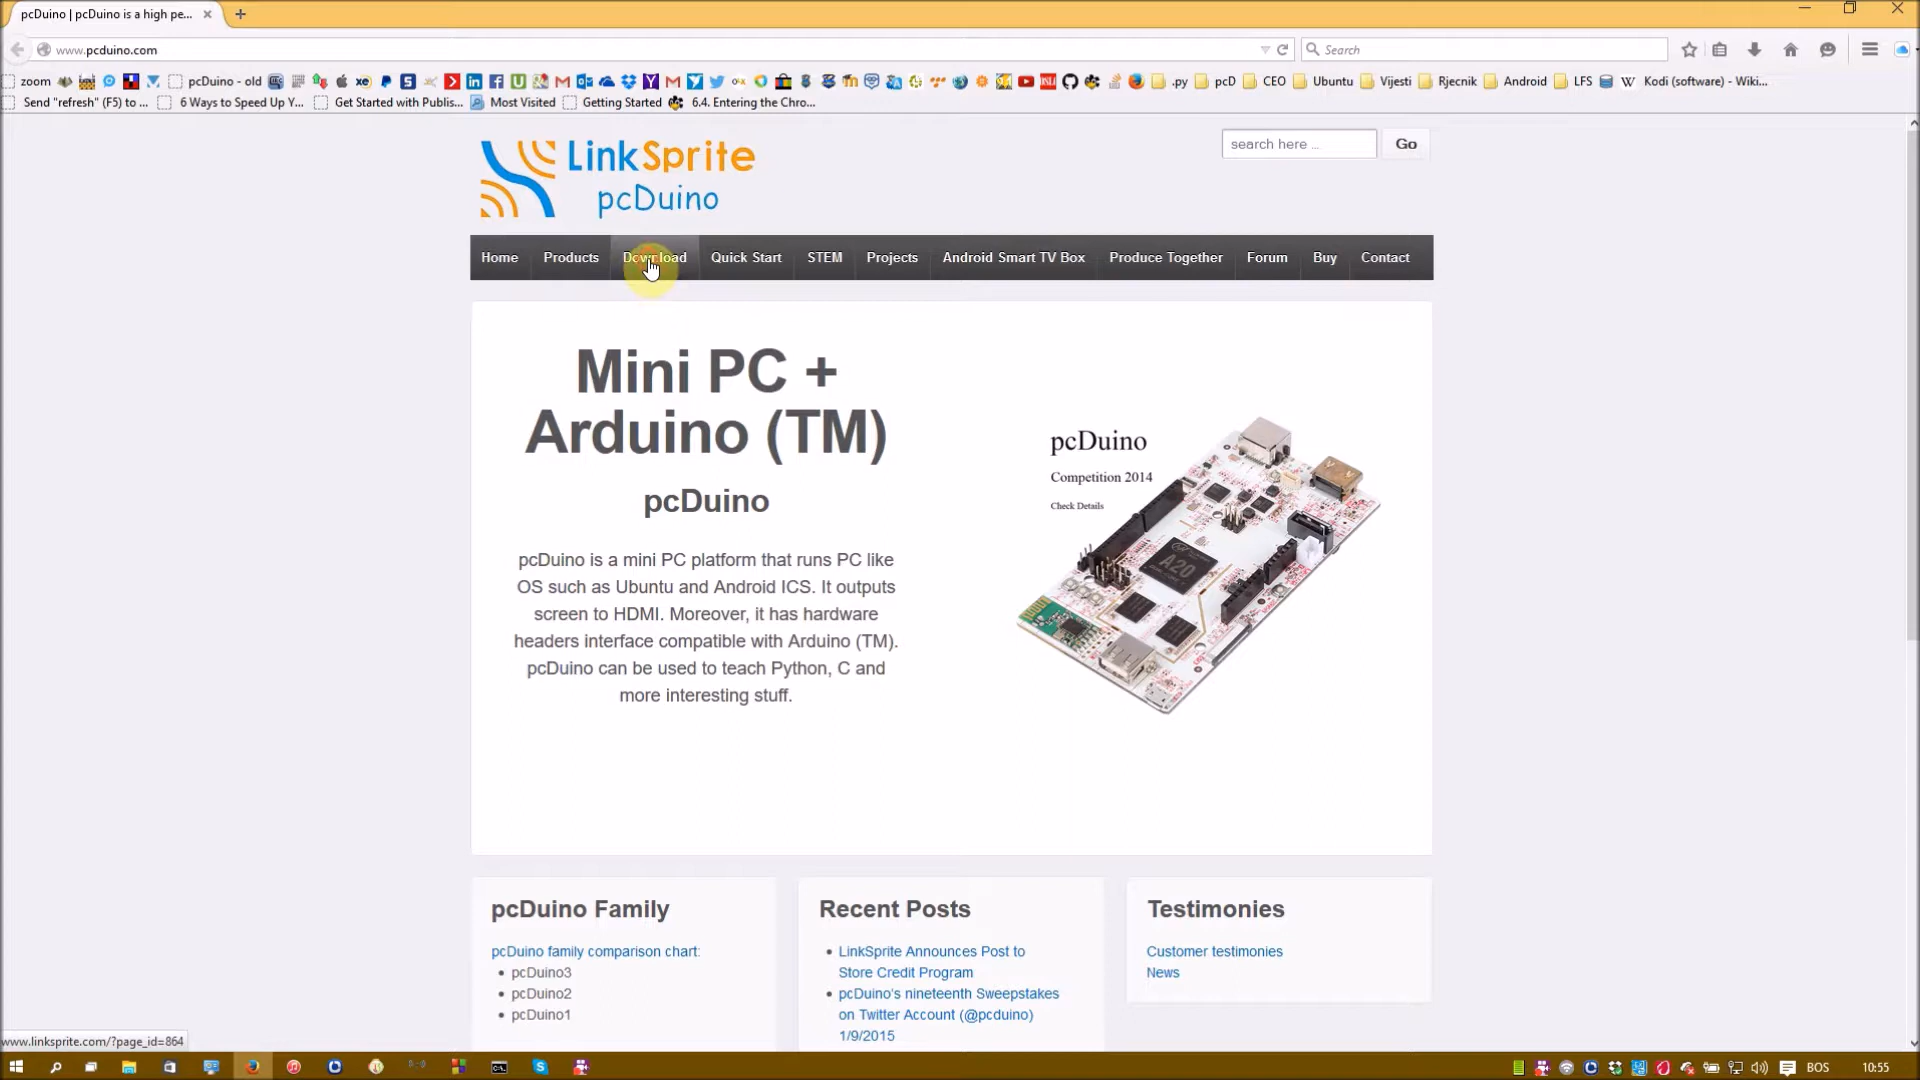 pcDuino | pcDuino is a high pe...
www.pcduino.com
Search
zoom
pcDuino - old
.py
pcD
CEO
Ubuntu
Vijesti
Rjecnik
Android
LFS
Kodi (software) - Wiki...
Send "refresh" (F5) to ...
6 Ways to Speed Up Y...
Get Started with Publis...
Most Visited
Getting Started
6.4. Entering the Chro...
LinkSprite
pcDuino
search here ...
Go
Home
Products
Download
Quick Start
STEM
Projects
Android Smart TV Box
Produce Together
Forum
Buy
Contact
Mini PC +
Arduino (TM)
pcDuino
pcDuino is a mini PC platform that runs PC like
OS such as Ubuntu and Android ICS. It outputs
screen to HDMI. Moreover, it has hardware
headers interface compatible with Arduino (TM).
pcDuino can be used to teach Python, C and
more interesting stuff.
pcDuino
Competition 2014
Check Details
A20
pcDuino Family
pcDuino family comparison chart:
pcDuino3
pcDuino2
pcDuino1
Recent Posts
LinkSprite Announces Post to
Store Credit Program
pcDuino's nineteenth Sweepstakes
on Twitter Account (@pcduino)
1/9/2015
Testimonies
Customer testimonies
News
www.linksprite.com/?page_id=864
BOS
10:55